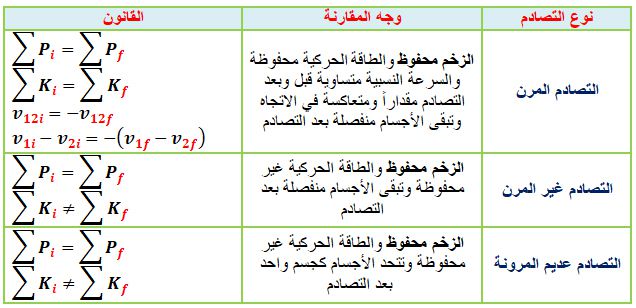 نوع التصادم
وجه المقارنة
القانون
التصادم المرن
الزخم محفوظ والطاقة الحركية محفوظة
والسرعة النسبية متساوية قبل وبعد
التصادم مقداراً ومتعاكسة في الاتجاه
وتبقى الأجسام منفصلة بعد التصادم
∑ P_i = ∑ P_f
∑ K_i = ∑ K_f
v_12i = −v_12f
v_1i − v_2i = −(v_1f − v_2f)
التصادم غير المرن
الزخم محفوظ والطاقة الحركية غير
محفوظة وتبقى الأجسام منفصلة بعد
التصادم
∑ P_i = ∑ P_f
∑ K_i ≠ ∑ K_f
التصادم عديم المرونة
الزخم محفوظ والطاقة الحركية غير
محفوظة وتتحد الأجسام كجسم واحد
بعد التصادم
∑ P_i = ∑ P_f
∑ K_i ≠ ∑ K_f